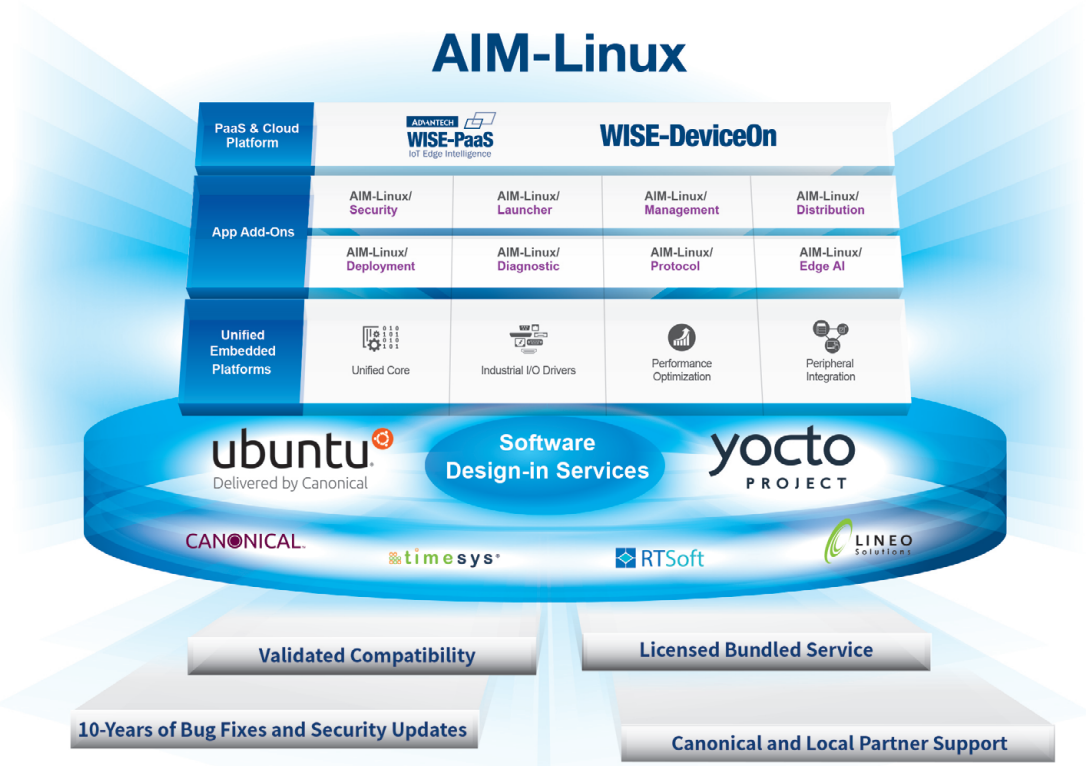 AIM-Linux
PaaS & Cloud
Platform
ADVANTECH
WISE-PaaS
IoT Edge Intelligence
WISE-DeviceOn
App Add-Ons
AIM-Linux/
Security
AIM-Linux/
Launcher
AIM-Linux/
Management
AIM-Linux/
Distribution
AIM-Linux/
Deployment
AIM-Linux/
Diagnostic
AIM-Linux/
Protocol
AIM-Linux/
Edge AI
Unified
Embedded
Platforms
010
101
010
101
Unified Core
Industrial I/O Drivers
Performance
Optimization
Peripheral
Integration
ubuntu
Delivered by Canonical
Software
Design-in Services
yocto
PROJECT
CANONICAL
timesys
RTSoft
LINEO
Solutions
Validated Compatibility
Licensed Bundled Service
10-Years of Bug Fixes and Security Updates
Canonical and Local Partner Support